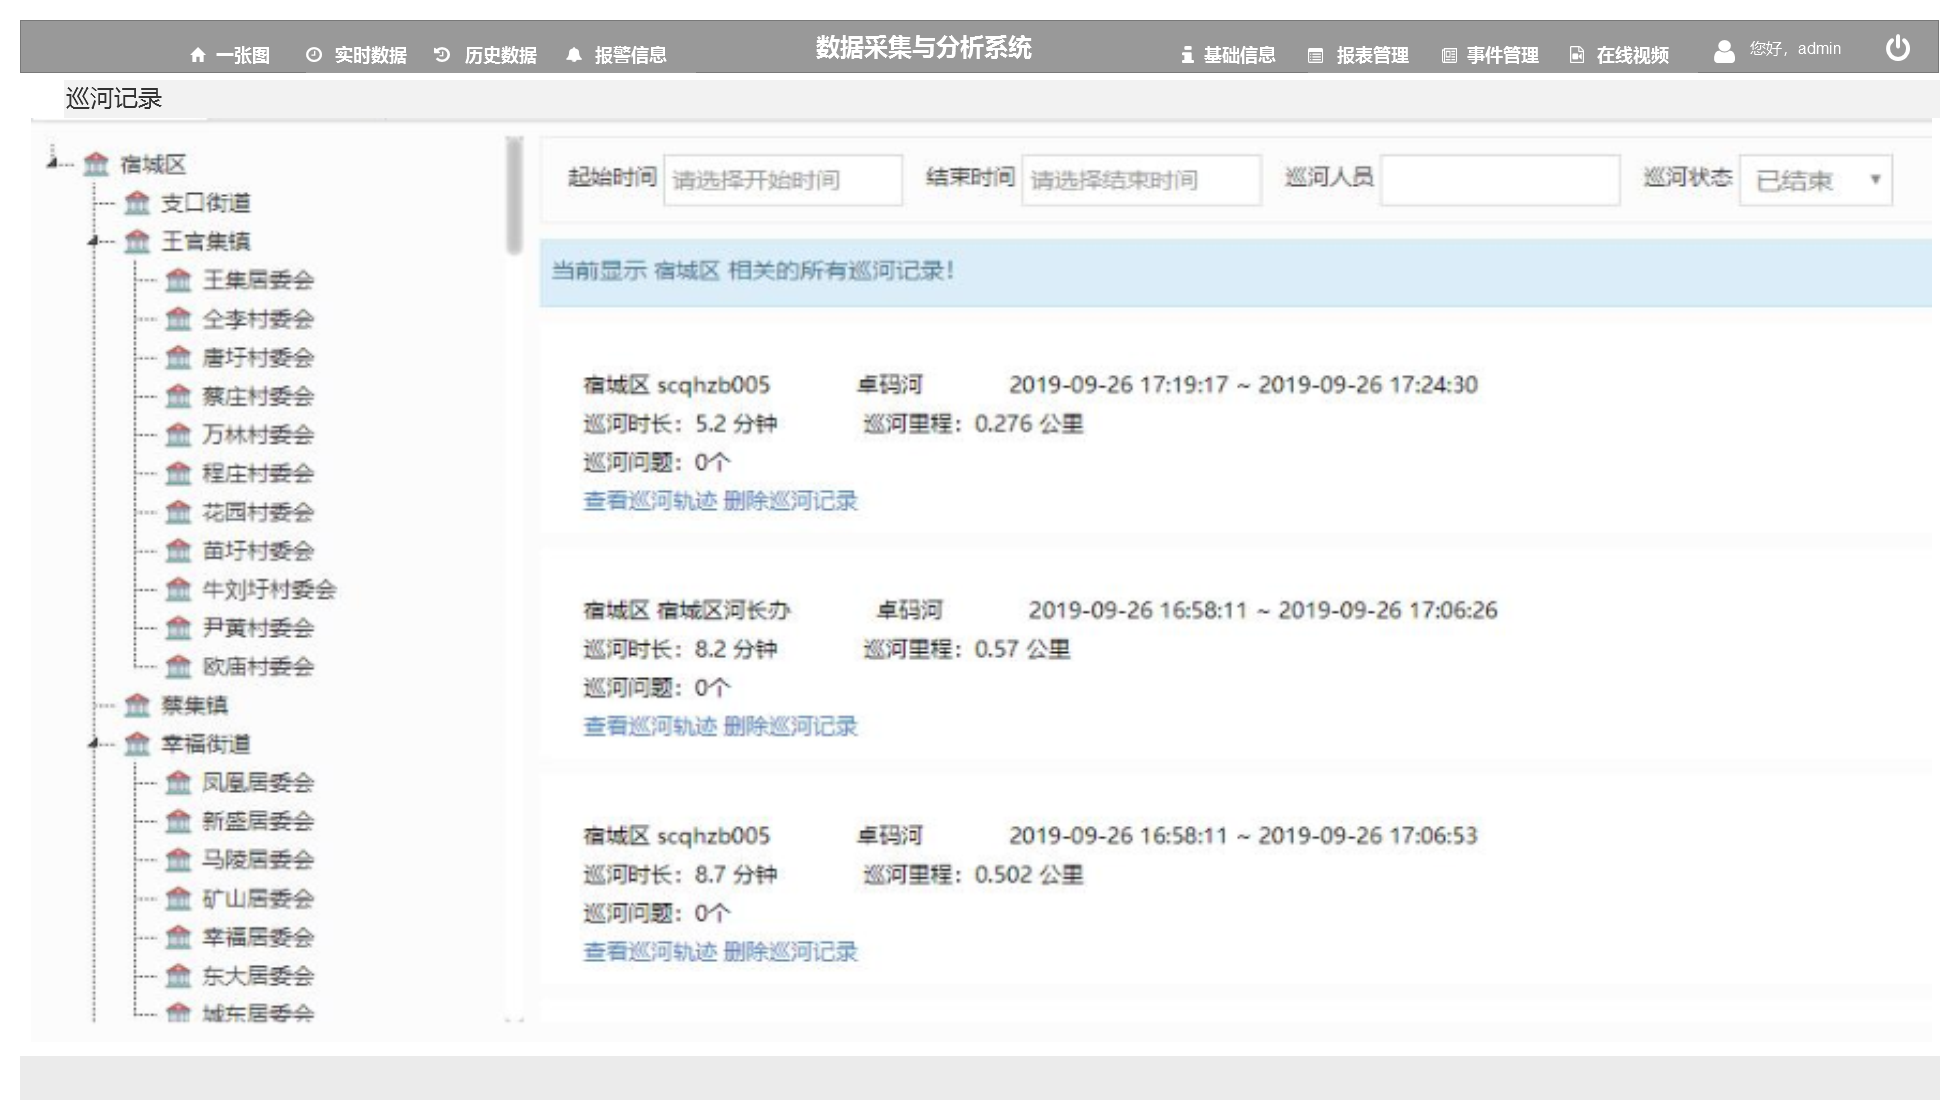 一张图 实时数据 历史数据 报警信息 数据采集与分析系统 基础信息 报表管理 事件管理 在线视频 您好，admin
巡河记录
宿城区
支口街道
王官集镇
王集居委会
仝李村委会
唐圩村委会
蔡庄村委会
万林村委会
程庄村委会
花园村委会
苗圩村委会
牛刘圩村委会
尹黄村委会
欧庙村委会
蔡集镇
幸福街道
凤凰居委会
新盛居委会
马陵居委会
矿山居委会
幸福居委会
东大居委会
城东居委会
起始时间 请选择开始时间 结束时间 请选择结束时间 巡河人员 巡河状态 已结束
当前显示 宿城区 相关的所有巡河记录！
宿城区 scqhzb005 卓码河 2019-09-26 17:19:17 ~ 2019-09-26 17:24:30
巡河时长：5.2 分钟 巡河里程：0.276 公里
巡河问题：0个
查看巡河轨迹 删除巡河记录
宿城区 宿城区河长办 卓码河 2019-09-26 16:58:11 ~ 2019-09-26 17:06:26
巡河时长：8.2 分钟 巡河里程：0.57 公里
巡河问题：0个
查看巡河轨迹 删除巡河记录
宿城区 scqhzb005 卓码河 2019-09-26 16:58:11 ~ 2019-09-26 17:06:53
巡河时长：8.7 分钟 巡河里程：0.502 公里
巡河问题：0个
查看巡河轨迹 删除巡河记录